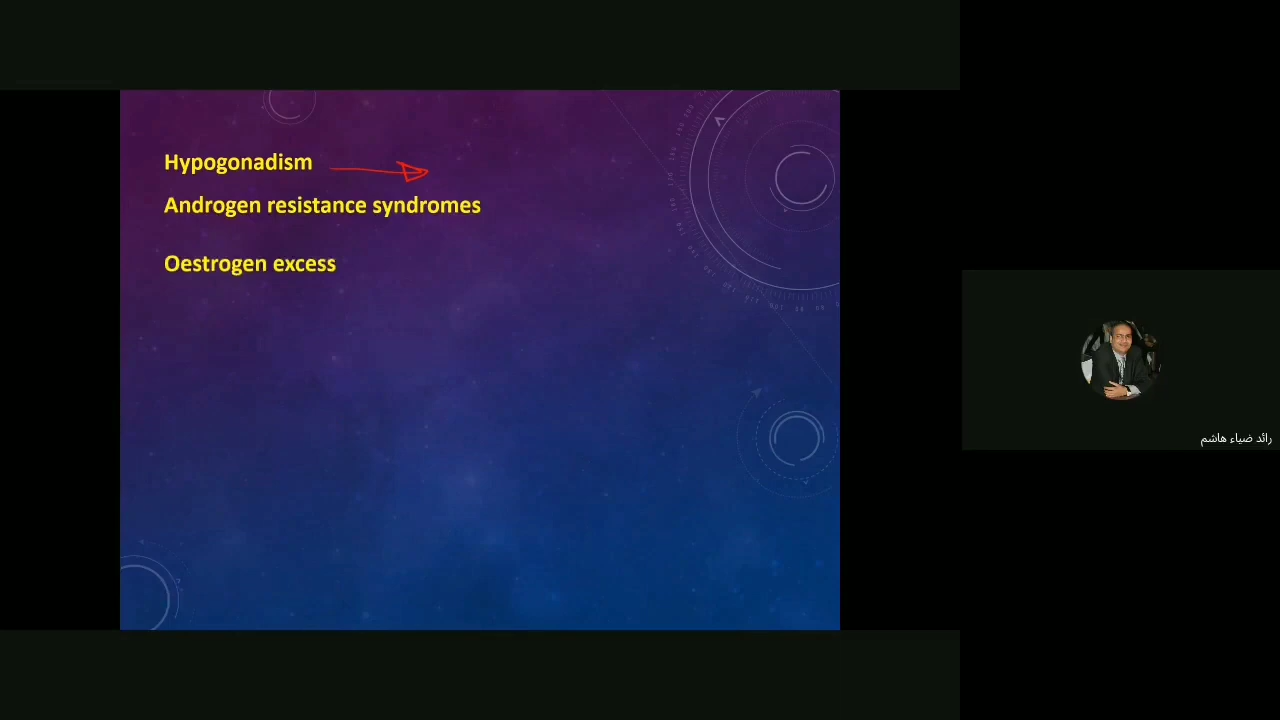 Hypogonadism
Androgen resistance syndromes
Oestrogen excess
رائد ضياء هاشم